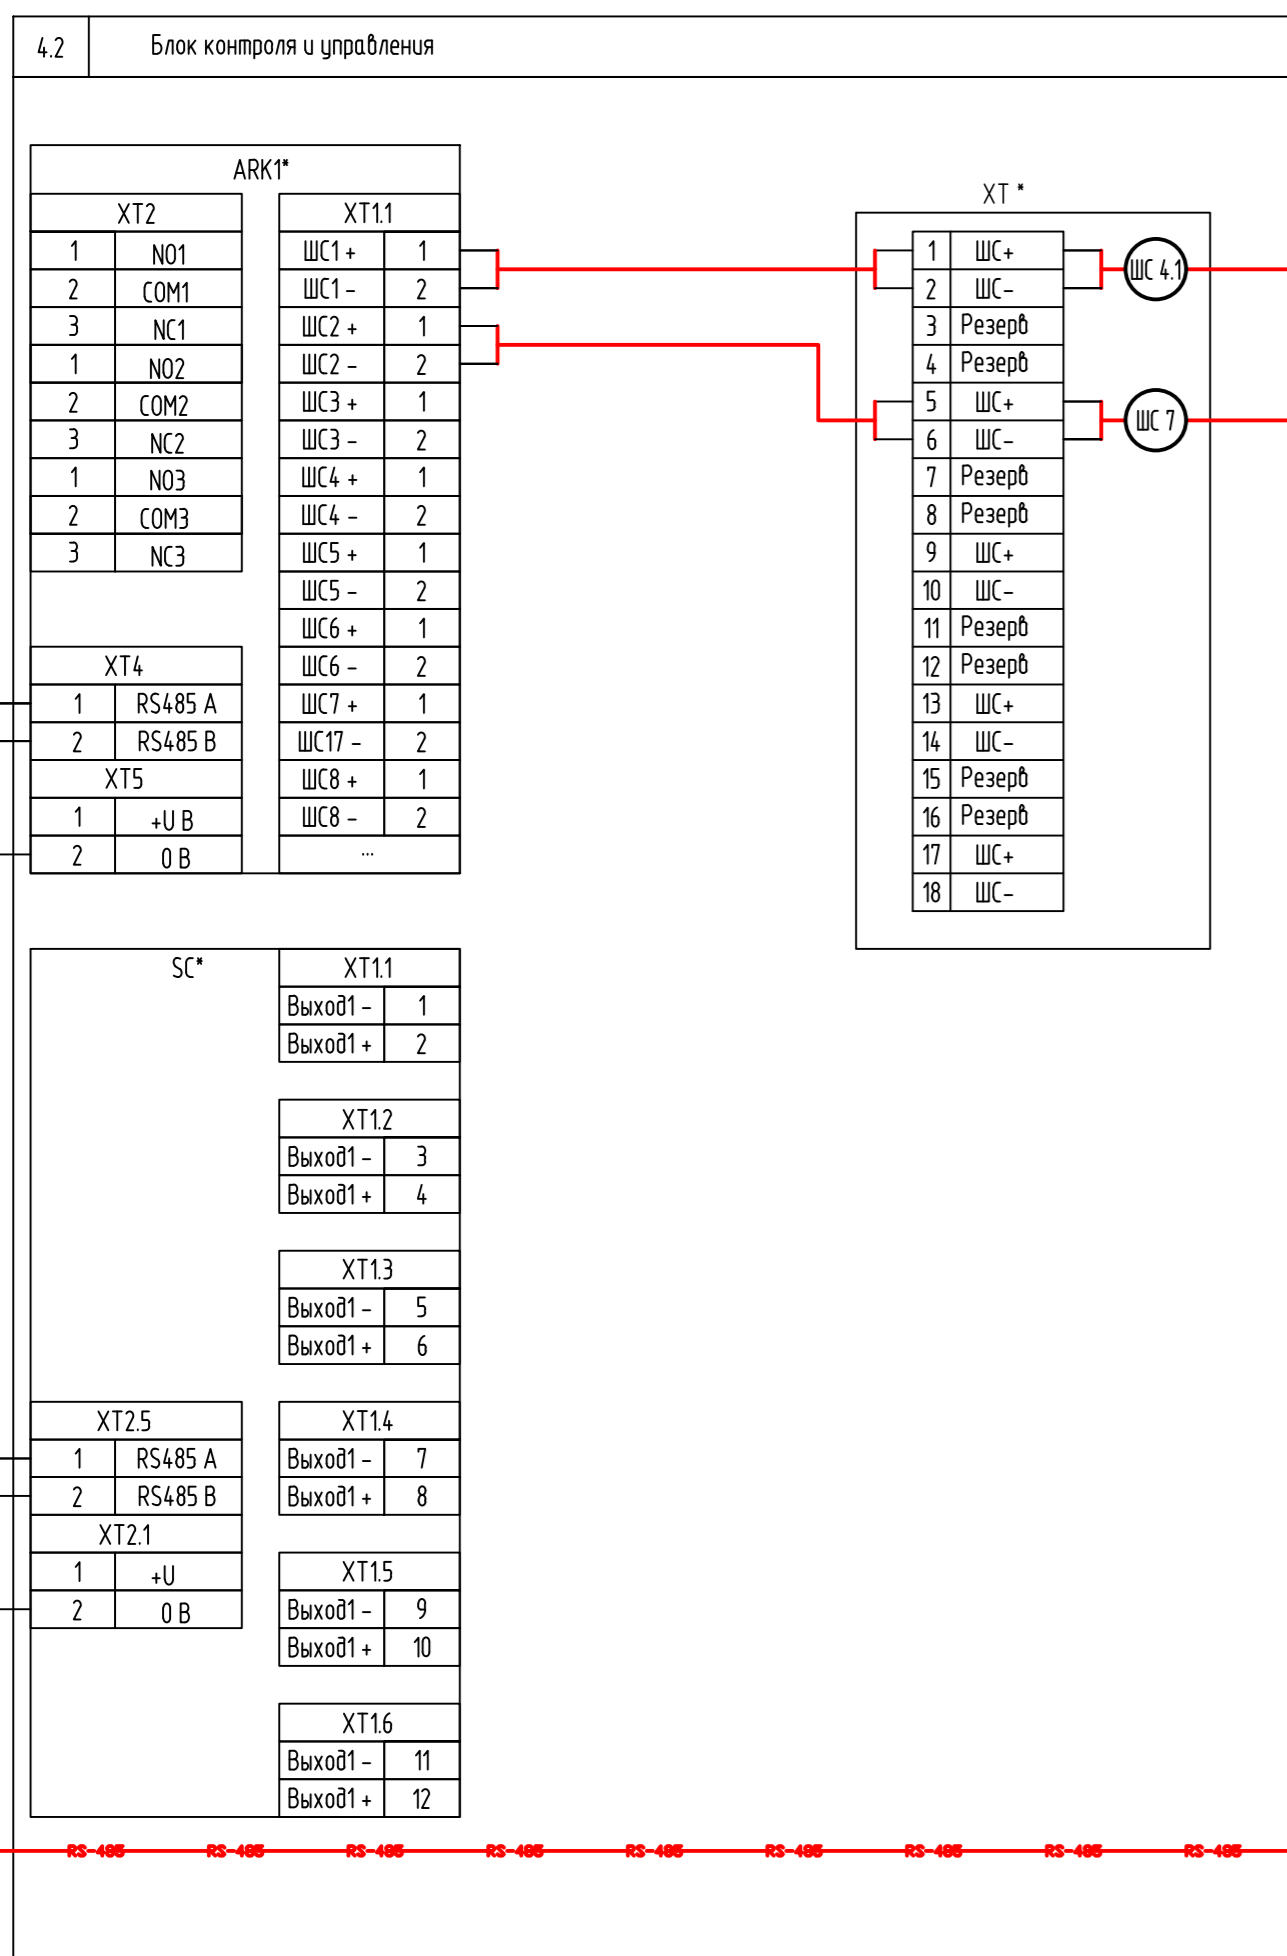 4.2 Блок контроля и управления
ARK1*
XT2
1 NO1
2 COM1
3 NC1
1 NO2
2 COM2
3 NC2
1 NO3
2 COM3
3 NC3
XT4
1 RS485 A
2 RS485 B
XT5
1 +U В
2 0 В
XT1.1
ШС1 + 1
ШС1 – 2
ШС2 + 1
ШС2 – 2
ШС3 + 1
ШС3 – 2
ШС4 + 1
ШС4 – 2
ШС5 + 1
ШС5 – 2
ШС6 + 1
ШС6 – 2
ШС7 + 1
ШС17 – 2
ШС8 + 1
ШС8 – 2
...
XT *
1 ШС+
2 ШС–
3 Резерв
4 Резерв
5 ШС+
6 ШС–
7 Резерв
8 Резерв
9 ШС+
10 ШС–
11 Резерв
12 Резерв
13 ШС+
14 ШС–
15 Резерв
16 Резерв
17 ШС+
18 ШС–
ШС 4.1
ШС 7
SC*
XT2.5
1 RS485 A
2 RS485 B
XT2.1
1 +U
2 0 В
XT1.1
Выход1 – 1
Выход1 + 2
XT1.2
Выход1 – 3
Выход1 + 4
XT1.3
Выход1 – 5
Выход1 + 6
XT1.4
Выход1 – 7
Выход1 + 8
XT1.5
Выход1 – 9
Выход1 + 10
XT1.6
Выход1 – 11
Выход1 + 12
RS-485 RS-485 RS-485 RS-485 RS-485 RS-485 RS-485 RS-485 RS-485